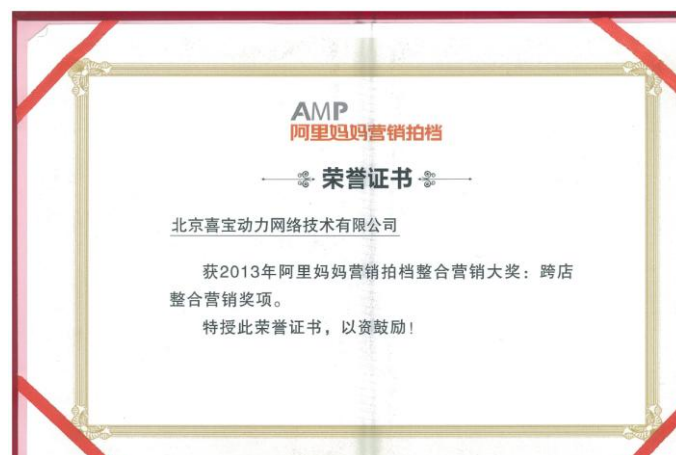 AMP
阿里妈妈营销拍档
荣誉证书
北京喜宝动力网络技术有限公司
获2013年阿里妈妈营销拍档整合营销大奖：跨店
整合营销奖项。
特授此荣誉证书，以资鼓励！